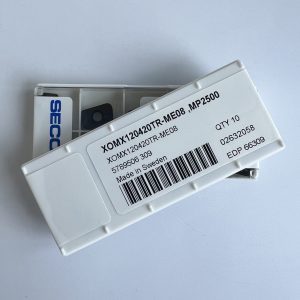 SECO
XOMX120420TR-ME08 ,MP2500
XOMX120420TR-ME08
5789506 309
Made in Sweden
QTY 10
02632058
EDP 66309